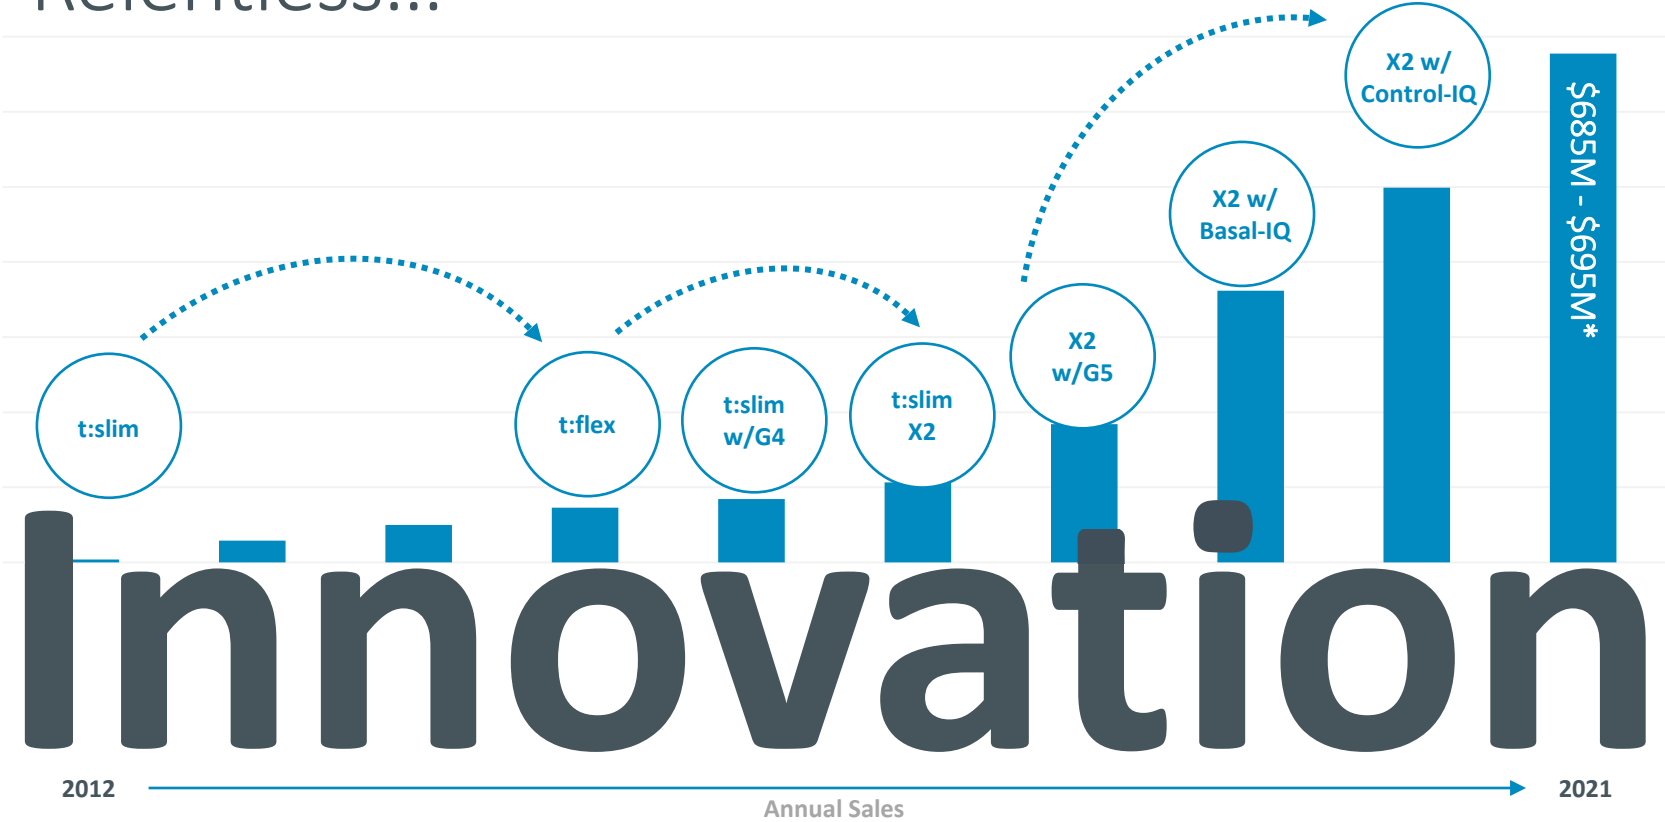 Relentless...
X2 w/
Control-IQ
$685M - $695M*
X2 w/
Basal-IQ
X2
w/G5
t:slim
t:flex
t:slim
w/G4
t:slim
X2
Innovation
2012
2021
Annual Sales